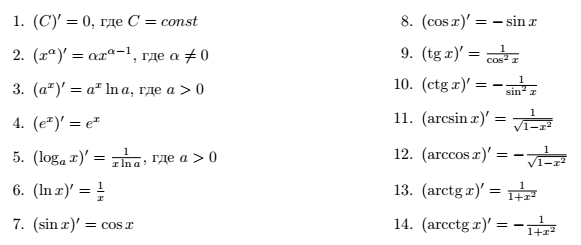 1. (C)′ = 0, где C = const
2. (x^α)′ = αx^(α−1), где α ≠ 0
3. (a^x)′ = a^x ln a, где a > 0
4. (e^x)′ = e^x
5. (log_a x)′ = 1/(x ln a), где a > 0
6. (ln x)′ = 1/x
7. (sin x)′ = cos x
8. (cos x)′ = − sin x
9. (tg x)′ = 1/cos² x
10. (ctg x)′ = − 1/sin² x
11. (arcsin x)′ = 1/√(1−x²)
12. (arccos x)′ = − 1/√(1−x²)
13. (arctg x)′ = 1/(1+x²)
14. (arcctg x)′ = − 1/(1+x²)